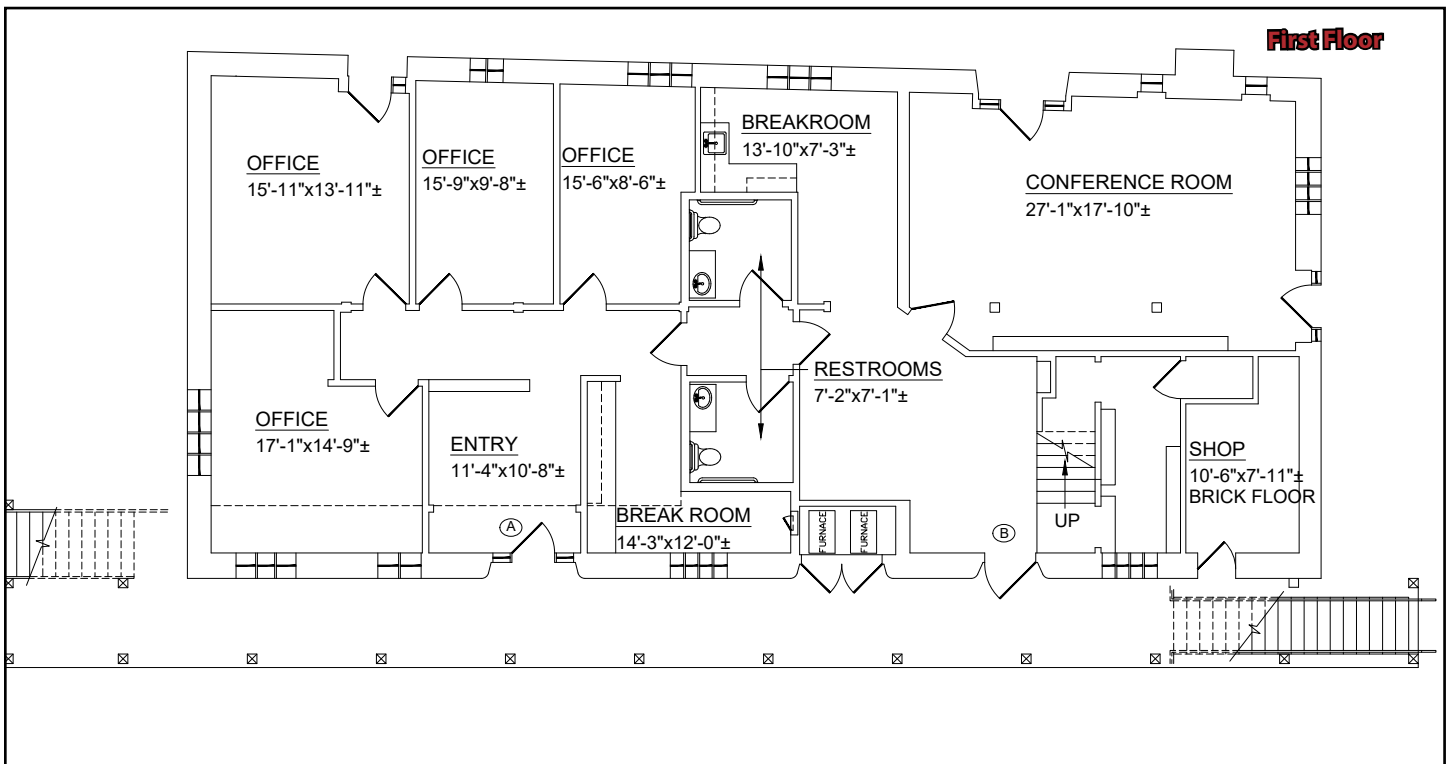 First Floor
OFFICE
15'-11"x13'-11"±
OFFICE
15'-9"x9'-8"±
OFFICE
15'-6"x8'-6"±
BREAKROOM
13'-10"x7'-3"±
CONFERENCE ROOM
27'-1"x17'-10"±
OFFICE
17'-1"x14'-9"±
ENTRY
11'-4"x10'-8"±
RESTROOMS
7'-2"x7'-1"±
SHOP
10'-6"x7'-11"±
BRICK FLOOR
BREAK ROOM
14'-3"x12'-0"±
A
FURNACE
FURNACE
B
UP